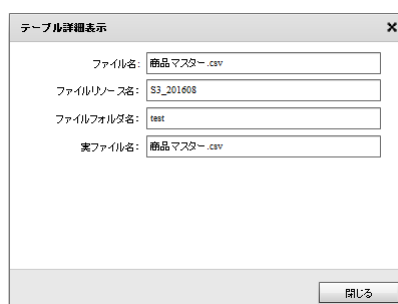 テーブル詳細表示
ファイル名: 商品マスター.csv
ファイルリソース名: S3_201608
ファイルフォルダ名: test
実ファイル名: 商品マスター.csv
閉じる